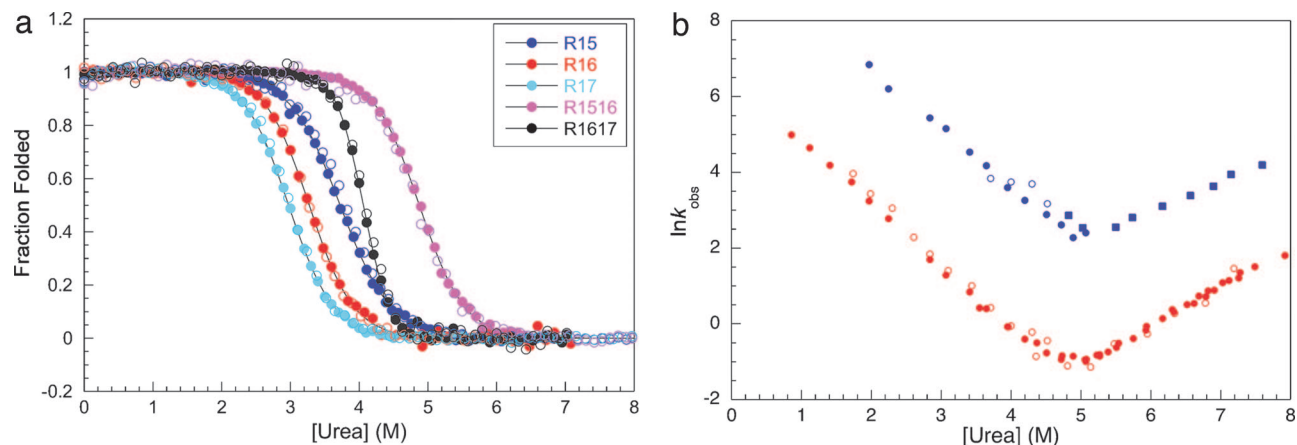 a
1.2
1
0.8
0.6
0.4
0.2
0
-0.2
Fraction Folded
0 1 2 3 4 5 6 7 8
[Urea] (M)
R15
R16
R17
R1516
R1617
b
8
6
4
2
0
-2
lnkobs
0 1 2 3 4 5 6 7 8
[Urea] (M)